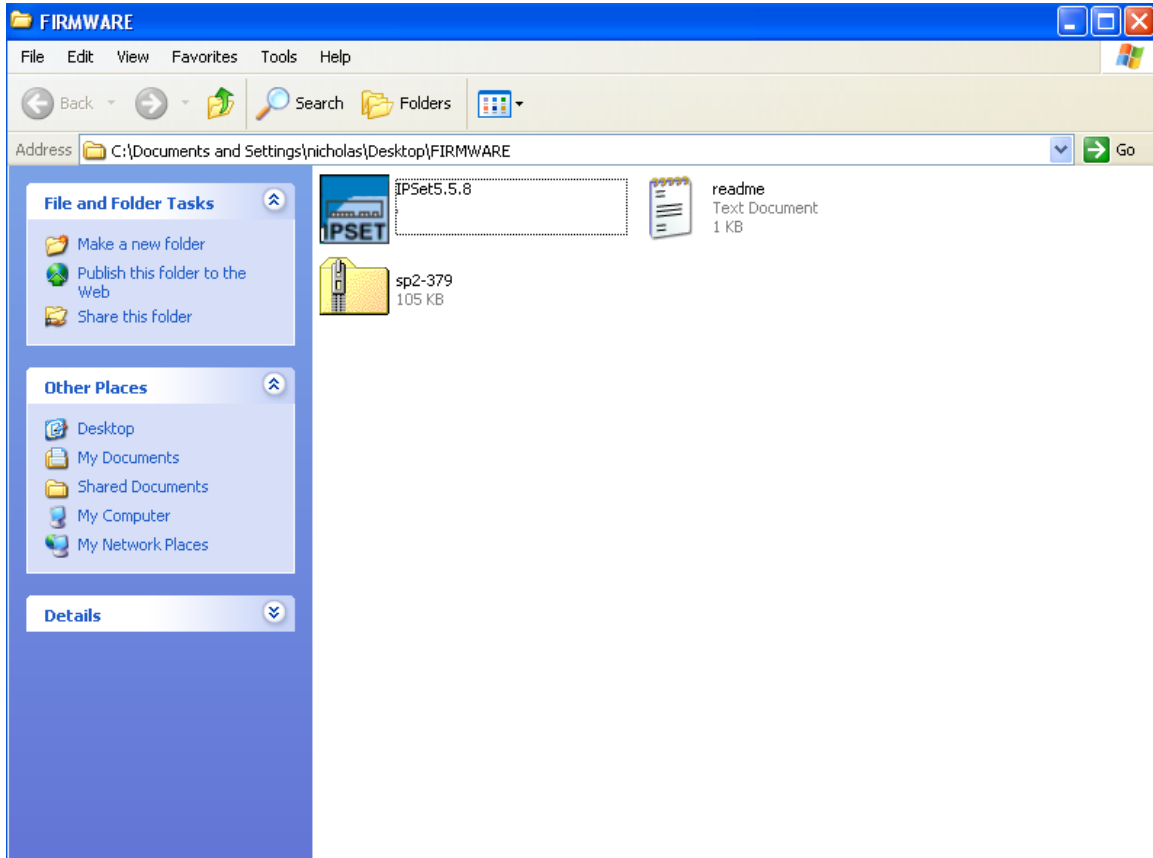 FIRMWARE
File Edit View Favorites Tools Help
Back Search Folders
Address C:\Documents and Settings\nicholas\Desktop\FIRMWARE Go
File and Folder Tasks
Make a new folder
Publish this folder to the
Web
Share this folder
Other Places
Desktop
My Documents
Shared Documents
My Computer
My Network Places
Details
IPSET
IPSet5.5.8
readme
Text Document
1 KB
sp2-379
105 KB